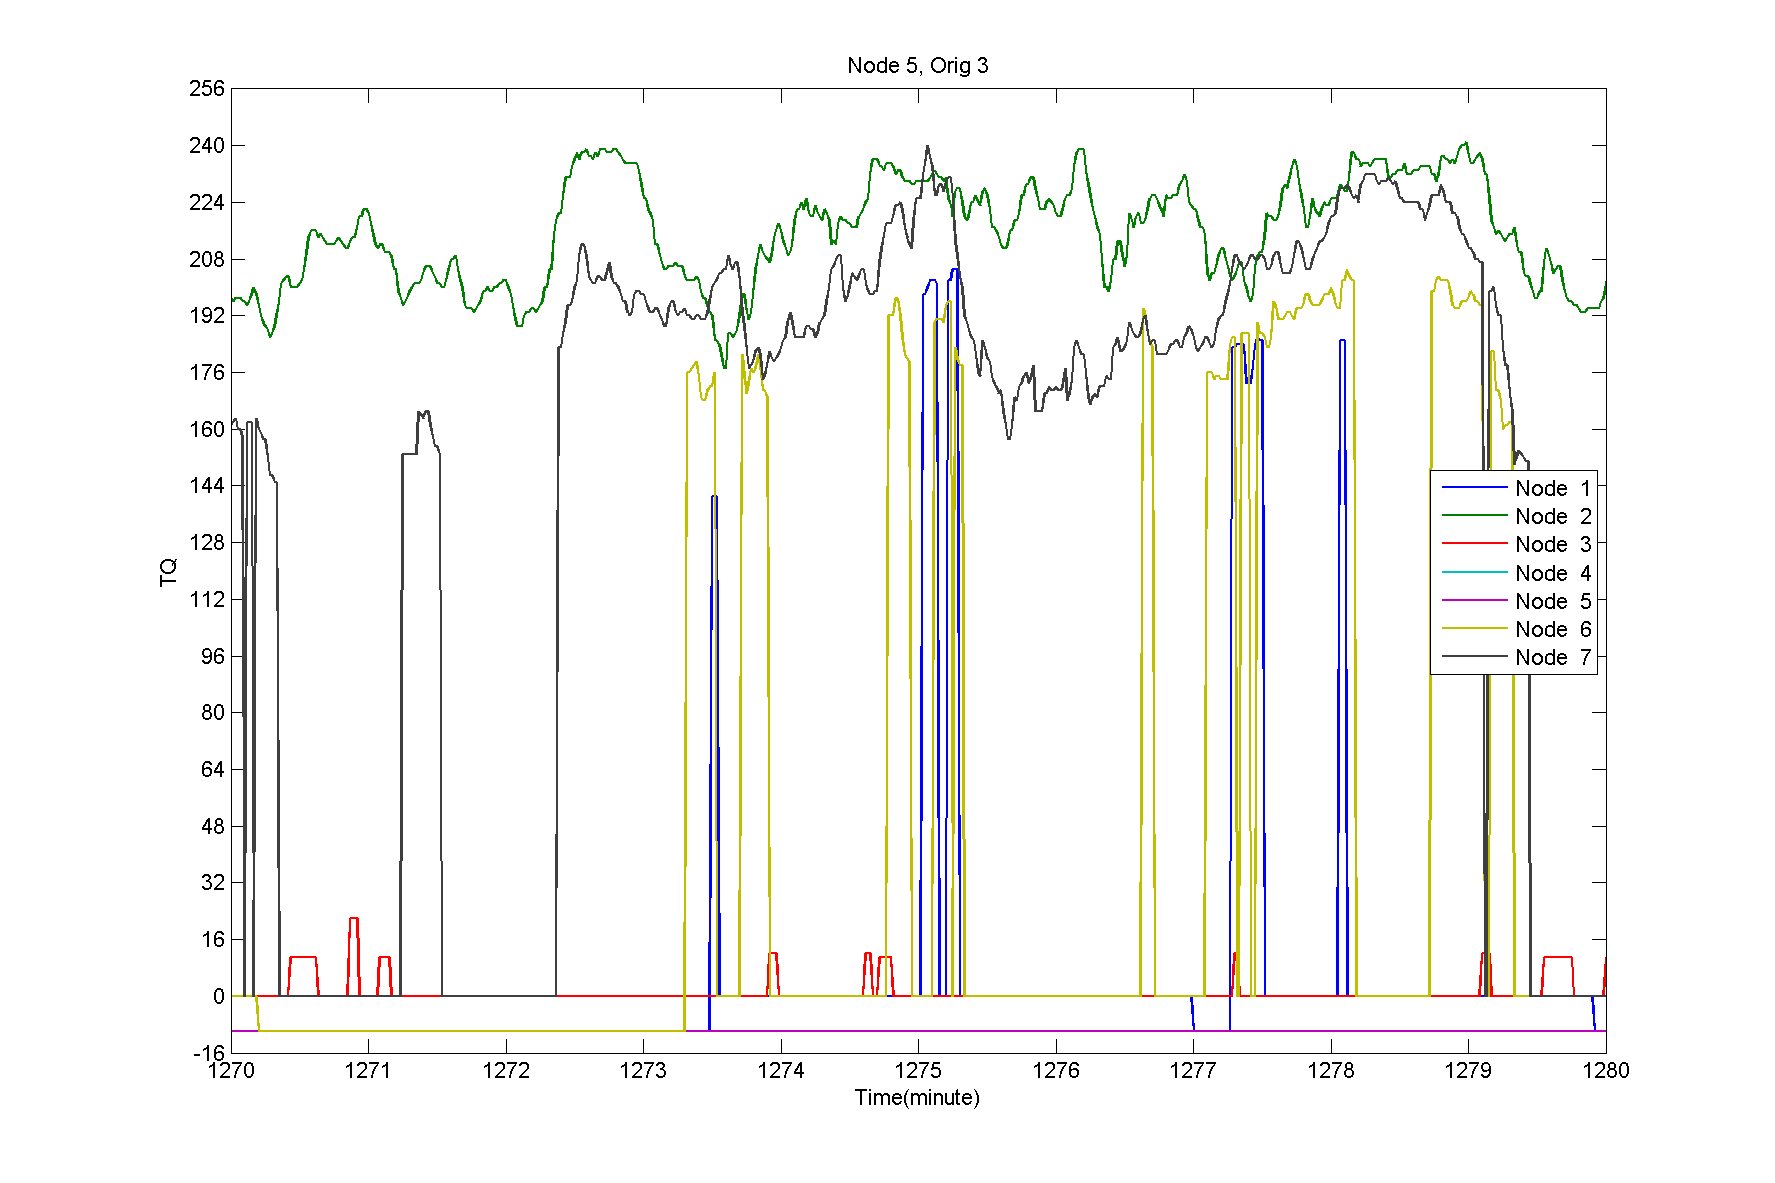 Node 5, Orig 3
256
240
224
208
192
176
160
144
128
112
96
80
64
48
32
16
0
-16
TQ
Node 1
Node 2
Node 3
Node 4
Node 5
Node 6
Node 7
1270 1271 1272 1273 1274 1275 1276 1277 1278 1279 1280
Time(minute)